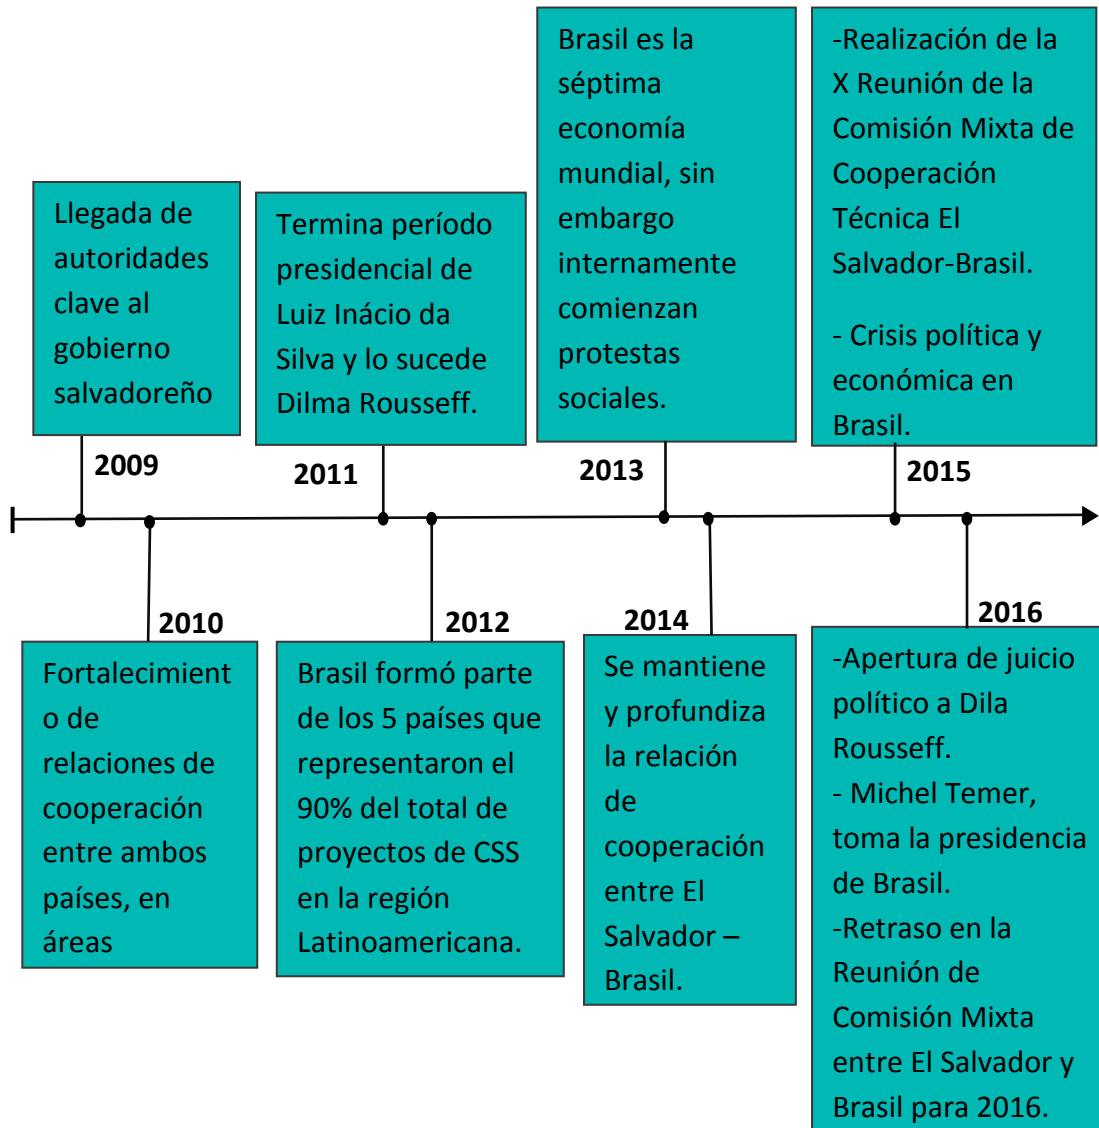 Llegada de
autoridades
clave al
gobierno
salvadoreño
2009
Fortalecimient
o de
relaciones de
cooperación
entre ambos
países, en
áreas
2010
Termina período
presidencial de
Luiz Inácio da
Silva y lo sucede
Dilma Rousseff.
2011
Brasil formó parte
de los 5 países que
representaron el
90% del total de
proyectos de CSS
en la región
Latinoamericana.
2012
Brasil es la
séptima
economía
mundial, sin
embargo
internamente
comienzan
protestas
sociales.
2013
Se mantiene
y profundiza
la relación
de
cooperación
entre El
Salvador –
Brasil.
2014
-Realización de la
X Reunión de la
Comisión Mixta de
Cooperación
Técnica El
Salvador-Brasil.
- Crisis política y
económica en
Brasil.
2015
-Apertura de juicio
político a Dila
Rousseff.
- Michel Temer,
toma la presidencia
de Brasil.
-Retraso en la
Reunión de
Comisión Mixta
entre El Salvador y
Brasil para 2016.
2016